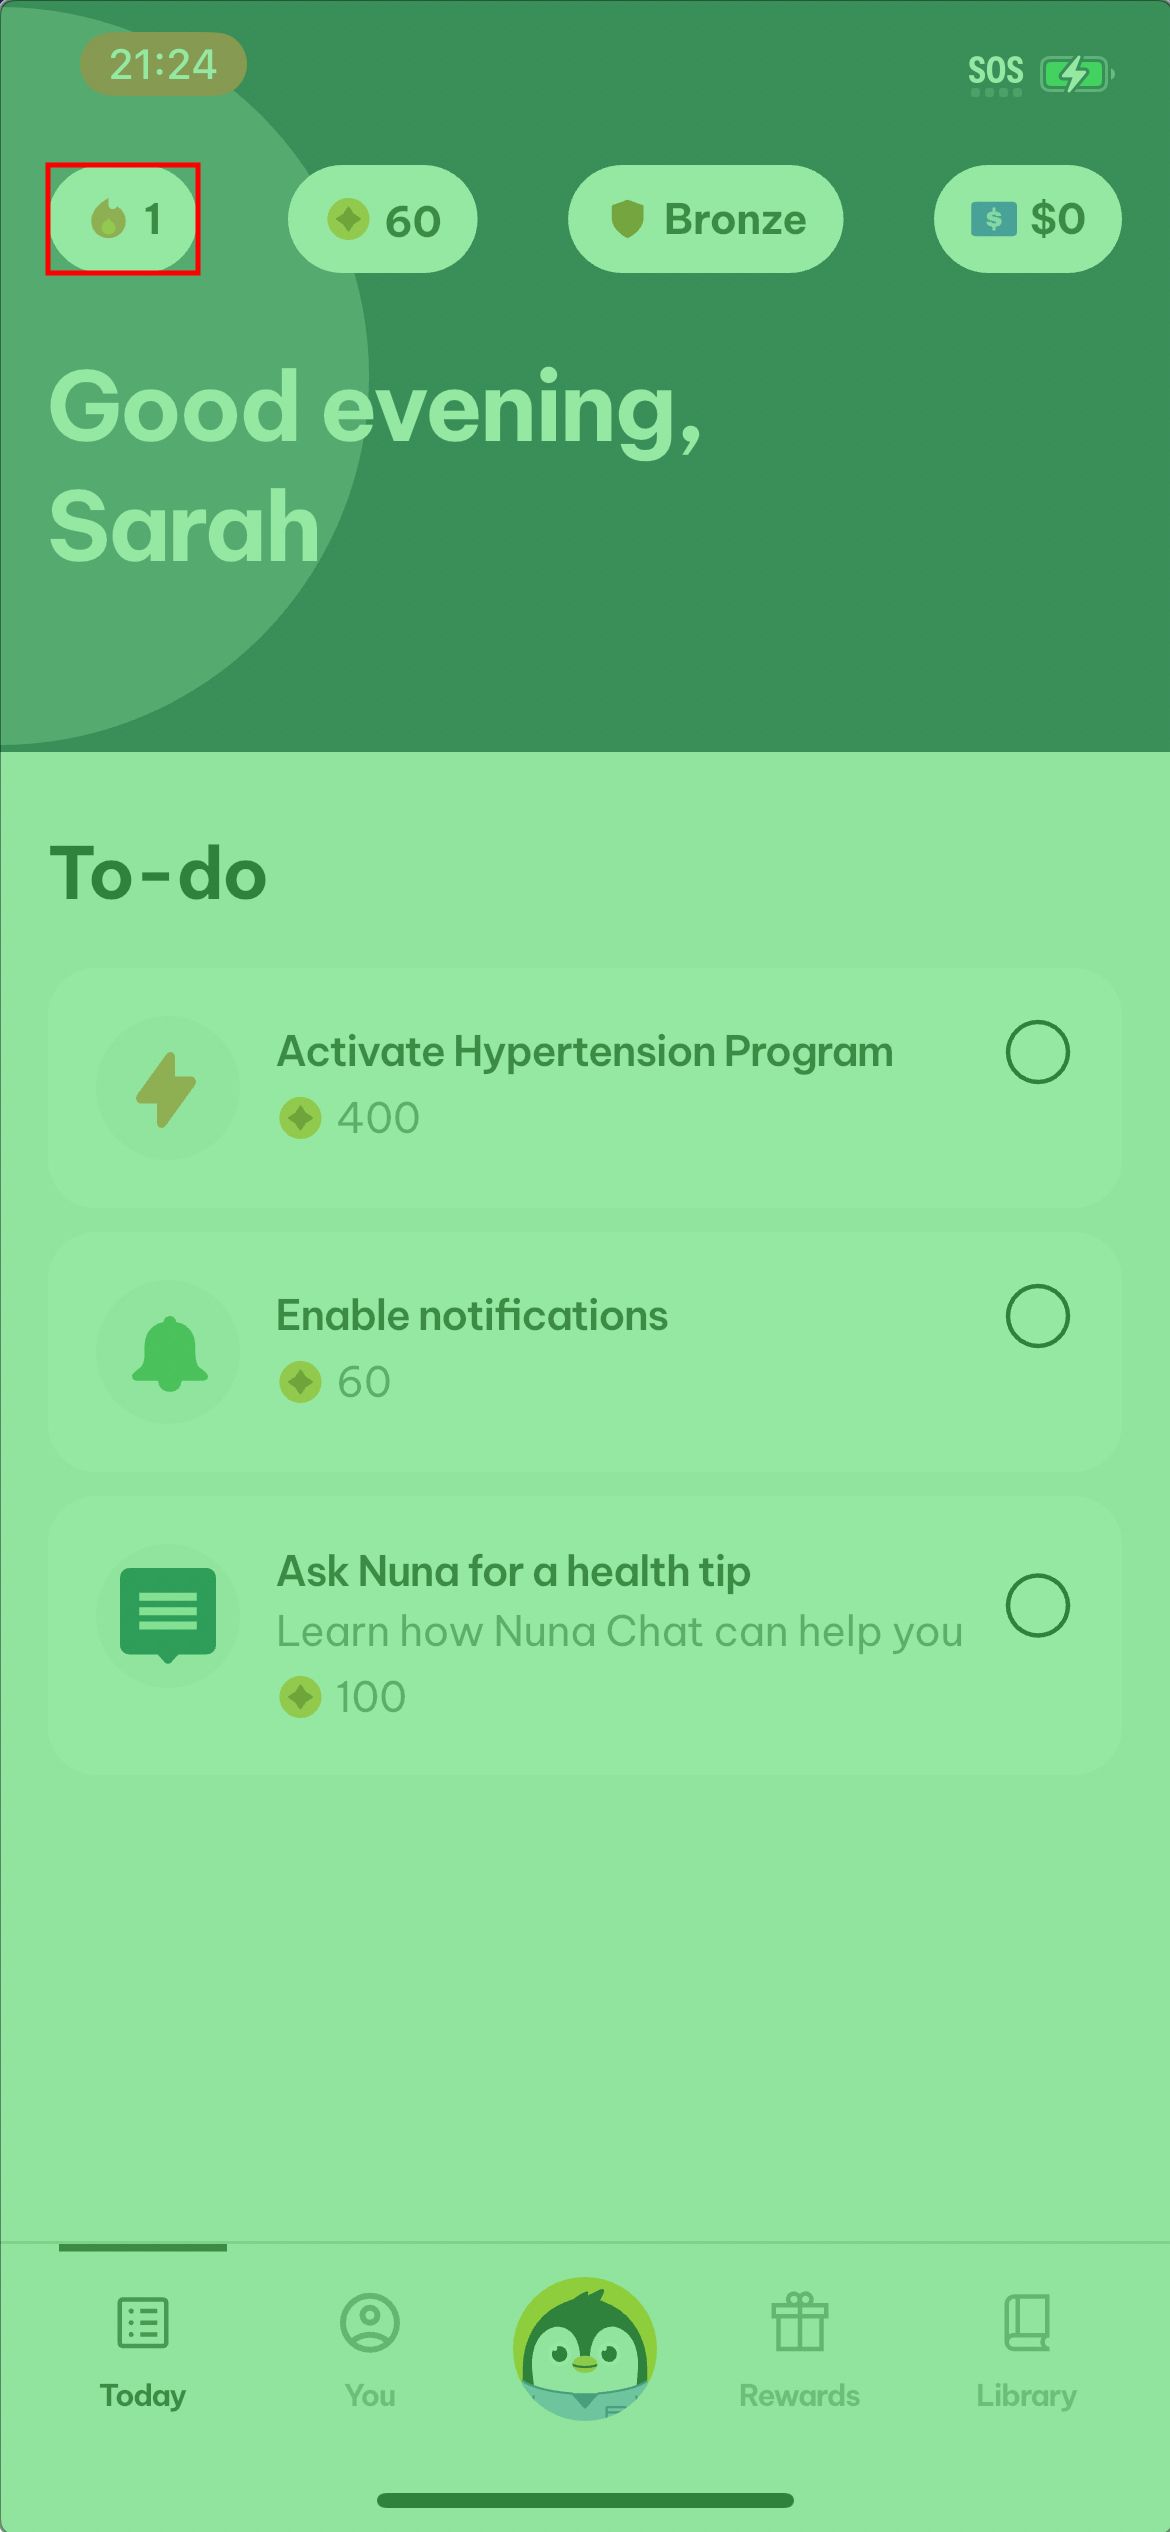 21:24
SOS
1
60
Bronze
$0
Good evening,
Sarah
To-do
Activate Hypertension Program
400
Enable notifications
60
Ask Nuna for a health tip
Learn how Nuna Chat can help you
100
Today
You
Rewards
Library